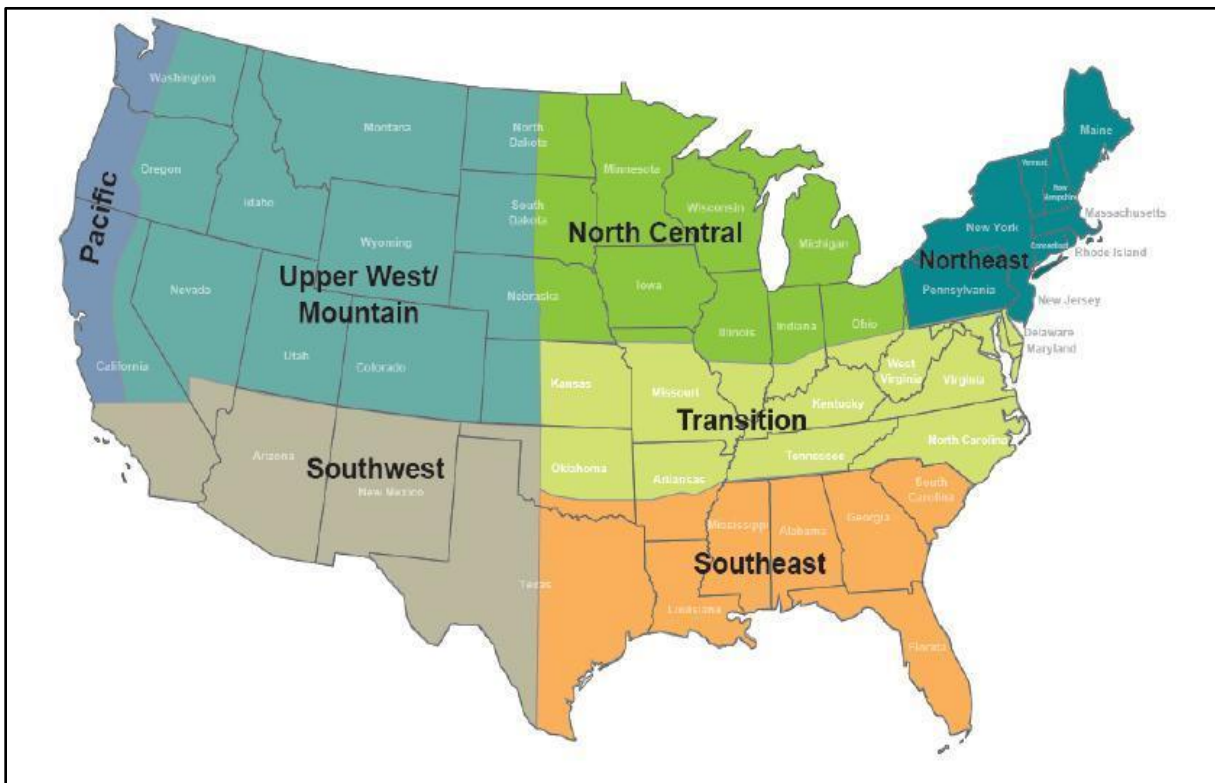 Washington
Montana
North
Dakota
Minnesota
Maine
Vermont
New
Hampshire
Oregon
Idaho
South
Dakota
Wisconsin
Michigan
New York
Massachusetts
Pacific
Wyoming
North Central
Connecticut
Rhode Island
Northeast
Upper West/
Mountain
Nevada
Nebraska
Iowa
Pennsylvania
New Jersey
Illinois
Indiana
Ohio
Delaware
Maryland
California
Utah
Colorado
Kansas
Missouri
West
Virginia
Virginia
Kentucky
Transition
North Carolina
Arizona
Southwest
New Mexico
Oklahoma
Arkansas
Tennessee
South
Carolina
Mississippi
Alabama
Georgia
Southeast
Texas
Louisiana
Florida